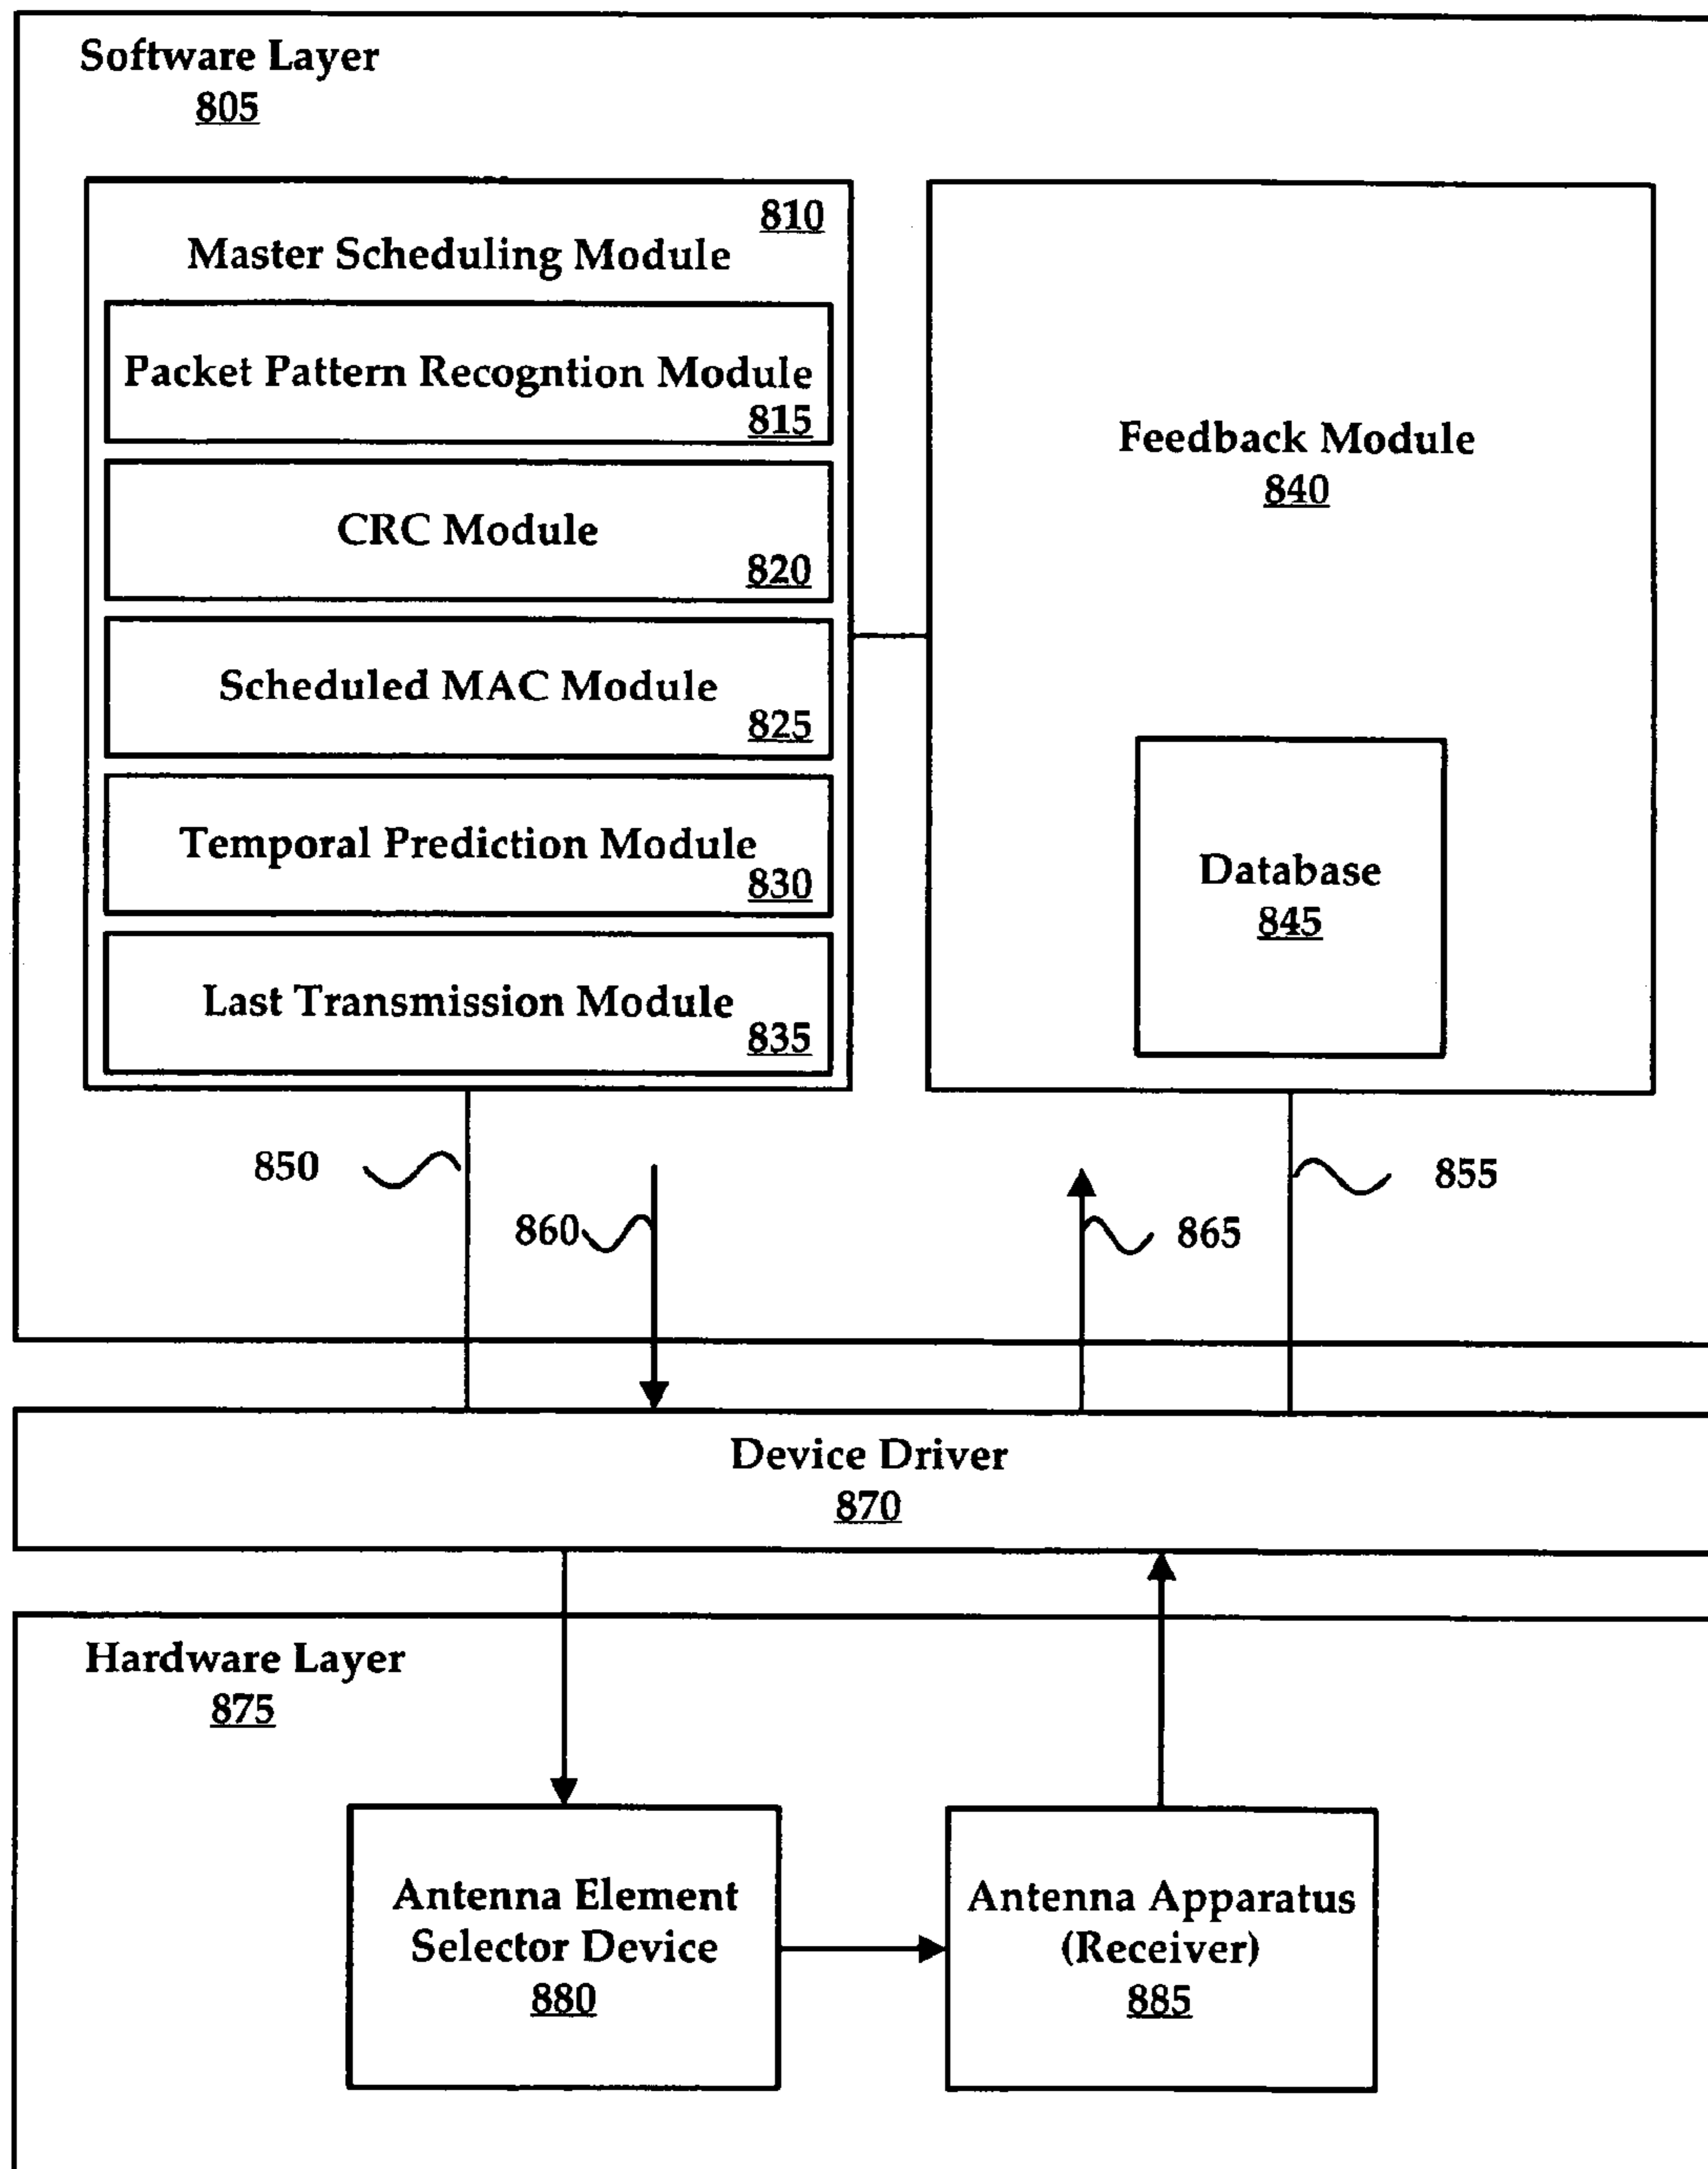 Software Layer
805
810
Master Scheduling Module
Packet Pattern Recogntion Module
815
CRC Module
820
Scheduled MAC Module
825
Temporal Prediction Module
830
Last Transmission Module
835
Feedback Module
840
Database
845
850
860
865
855
Device Driver
870
Hardware Layer
875
Antenna Element
Selector Device
880
Antenna Apparatus
(Receiver)
885